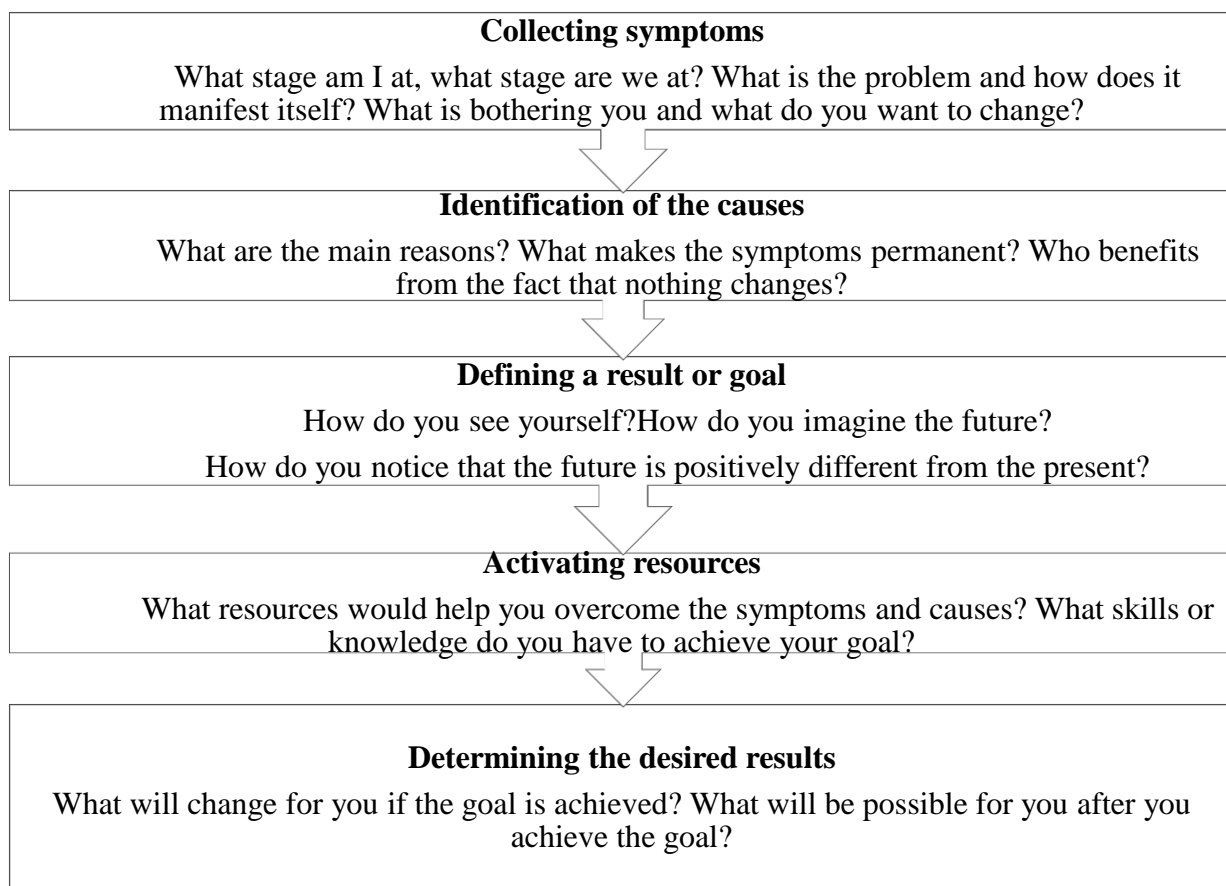 Collecting symptoms
What stage am I at, what stage are we at? What is the problem and how does it
manifest itself? What is bothering you and what do you want to change?
Identification of the causes
What are the main reasons? What makes the symptoms permanent? Who benefits
from the fact that nothing changes?
Defining a result or goal
How do you see yourself?How do you imagine the future?
How do you notice that the future is positively different from the present?
Activating resources
What resources would help you overcome the symptoms and causes? What skills or
knowledge do you have to achieve your goal?
Determining the desired results
What will change for you if the goal is achieved? What will be possible for you after you
achieve the goal?